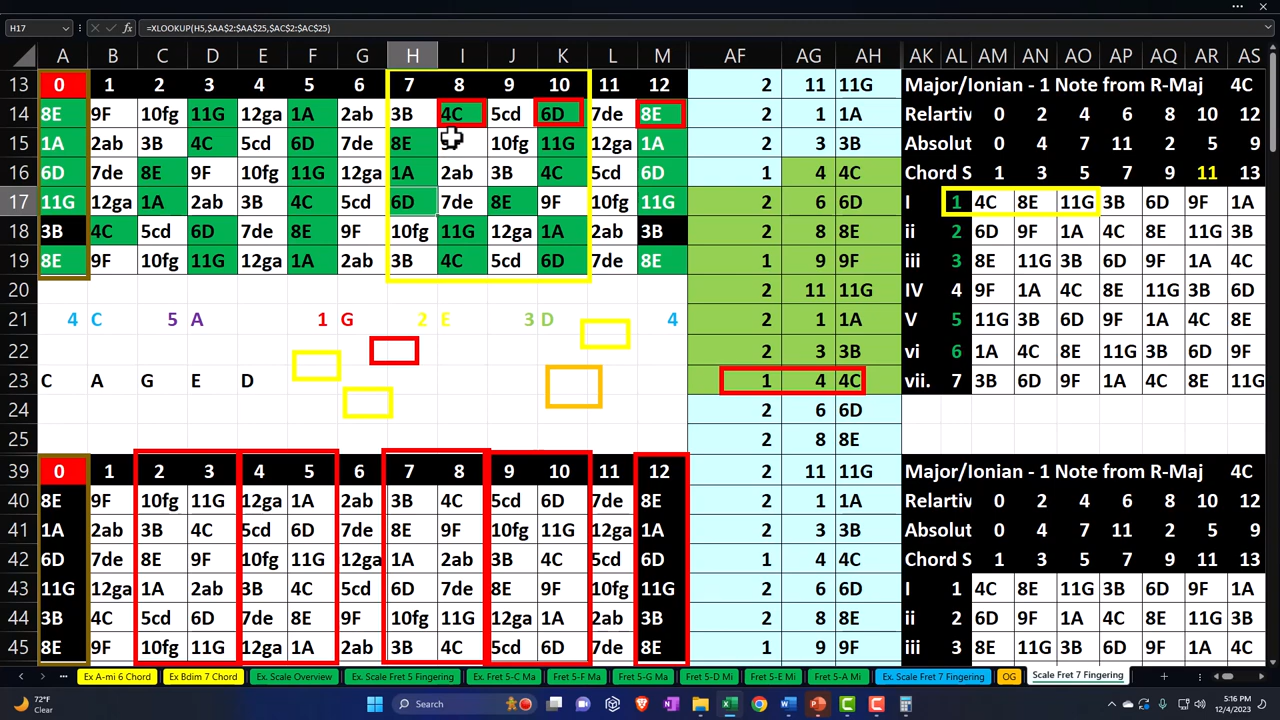 H17 =XLOOKUP(H5,$AA$2:$AA$25,$AC$2:$AC$25)
A B C D E F G H I J K L M AF AG AH AK AL AM AN AO AP AQ AR AS
13 0 1 2 3 4 5 6 7 8 9 10 11 12 2 11 11G Major/Ionian - 1 Note from R-Maj 4C
14 8E 9F 10fg 11G 12ga 1A 2ab 3B 4C 5cd 6D 7de 8E 2 1 1A Relartiv 0 2 4 6 8 10 12
15 1A 2ab 3B 4C 5cd 6D 7de 8E 10fg 11G 12ga 1A 2 3 3B Absolut 0 4 7 11 2 5 9
16 6D 7de 8E 9F 10fg 11G 12ga 1A 2ab 3B 4C 5cd 6D 1 4 4C Chord S 1 3 5 7 9 11 13
17 11G 12ga 1A 2ab 3B 4C 5cd 6D 7de 8E 9F 10fg 11G 2 6 6D I 1 4C 8E 11G 3B 6D 9F 1A
18 3B 4C 5cd 6D 7de 8E 9F 10fg 11G 12ga 1A 2ab 3B 2 8 8E ii 2 6D 9F 1A 4C 8E 11G 3B
19 8E 9F 10fg 11G 12ga 1A 2ab 3B 4C 5cd 6D 7de 8E 1 9 9F iii 3 8E 11G 3B 6D 9F 1A 4C
20 2 11 11G IV 4 9F 1A 4C 8E 11G 3B 6D
21 4 C 5 A 1 G 2 E 3 D 4 2 1 1A V 5 11G 3B 6D 9F 1A 4C 8E
22 2 3 3B vi 6 1A 4C 8E 11G 3B 6D 9F
23 C A G E D 1 4 4C vii. 7 3B 6D 9F 1A 4C 8E 11G
24 2 6 6D
25 2 8 8E
39 0 1 2 3 4 5 6 7 8 9 10 11 12 2 11 11G Major/Ionian - 1 Note from R-Maj 4C
40 8E 9F 10fg 11G 12ga 1A 2ab 3B 4C 5cd 6D 7de 8E 2 1 1A Relartiv 0 2 4 6 8 10 12
41 1A 2ab 3B 4C 5cd 6D 7de 8E 9F 10fg 11G 12ga 1A 2 3 3B Absolut 0 4 7 11 2 5 9
42 6D 7de 8E 9F 10fg 11G 12ga 1A 2ab 3B 4C 5cd 6D 1 4 4C Chord S 1 3 5 7 9 11 13
43 11G 12ga 1A 2ab 3B 4C 5cd 6D 7de 8E 9F 10fg 11G 2 6 6D I 1 4C 8E 11G 3B 6D 9F 1A
44 3B 4C 5cd 6D 7de 8E 9F 10fg 11G 12ga 1A 2ab 3B 2 8 8E ii 2 6D 9F 1A 4C 8E 11G 3B
45 8E 9F 10fg 11G 12ga 1A 2ab 3B 4C 5cd 6D 7de 8E 1 9 9F iii 3 8E 11G 3B 6D 9F 1A 4C
Ex A-mi 6 Chord Ex Bdim 7 Chord Ex. Scale Overview Ex. Scale Fret 5 Fingering Ex. Fret 5-C Ma Fret 5-F Ma Fret 5-G Ma Fret 5-D Mi Fret 5-E Mi Fret 5-A Mi Ex. Scale Fret 7 Fingering OG Scale Fret 7 Fingering
72°F
Clear
Search
5:16 PM
12/4/2023